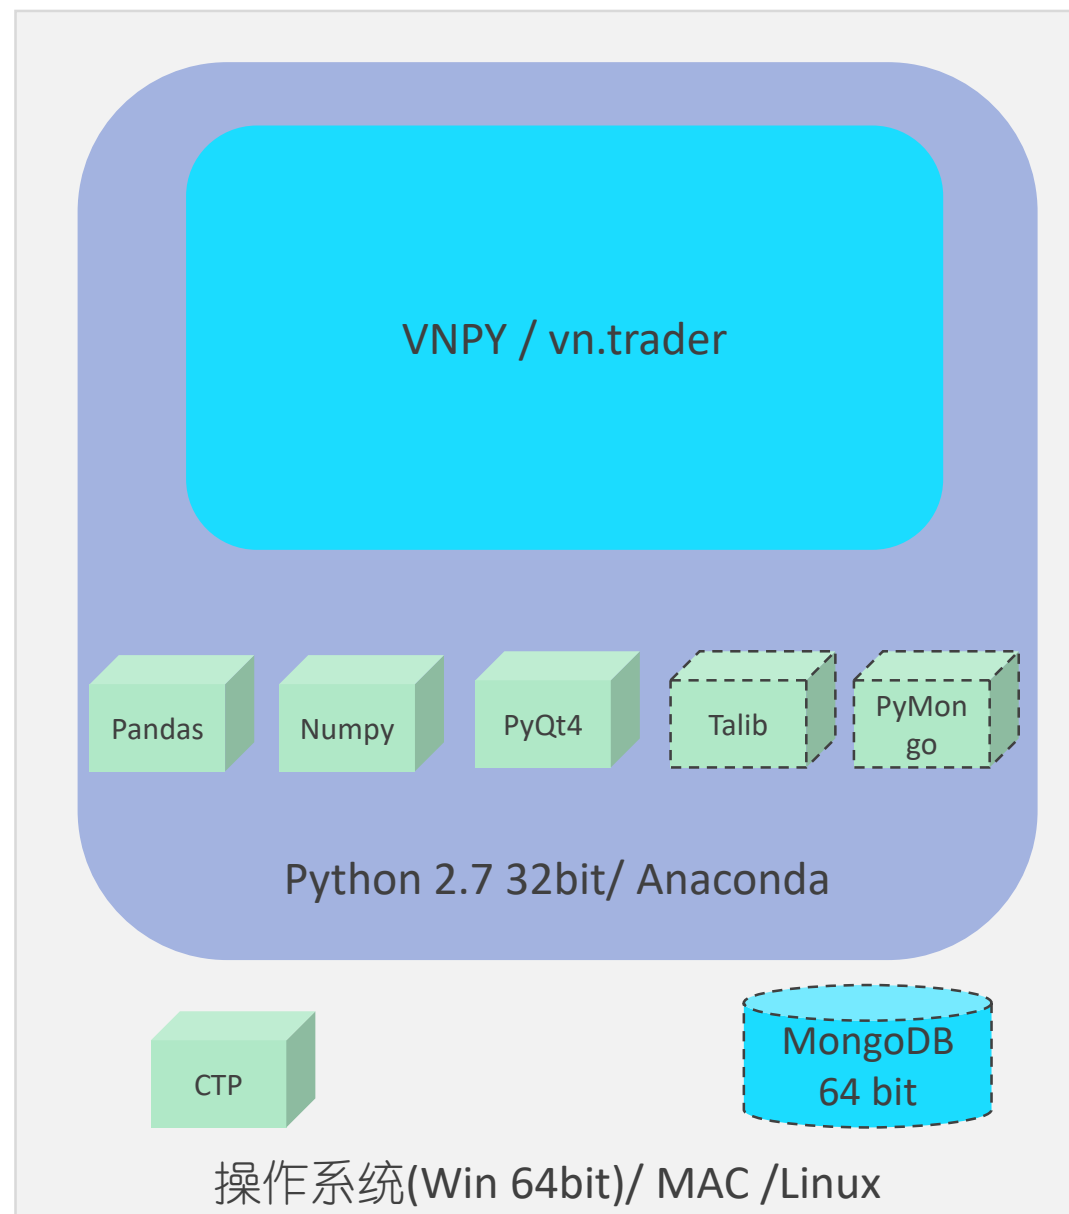 VNPY / vn.trader
Pandas
Numpy
PyQt4
Talib
PyMon
go
Python 2.7 32bit/ Anaconda
CTP
MongoDB
64 bit
操作系统(Win 64bit)/ MAC /Linux